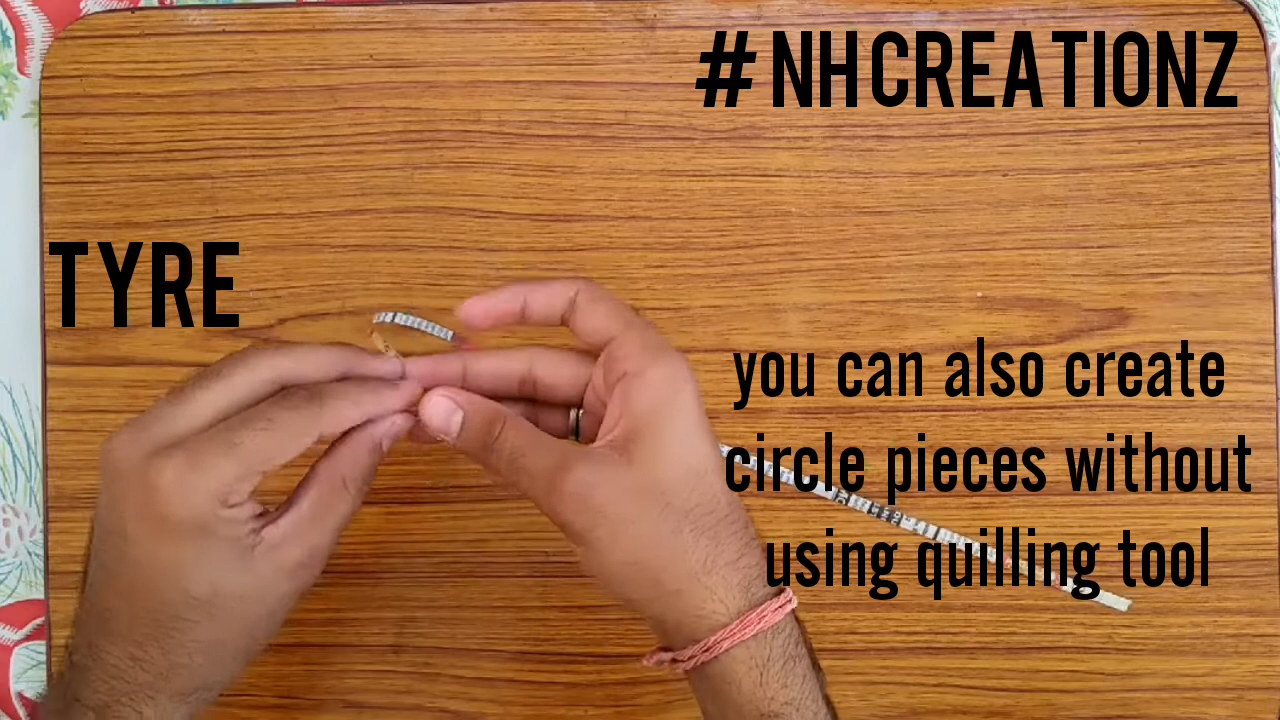 # NHCREATIONZ
TYRE
you can also create
circle pieces without
using quilling tool